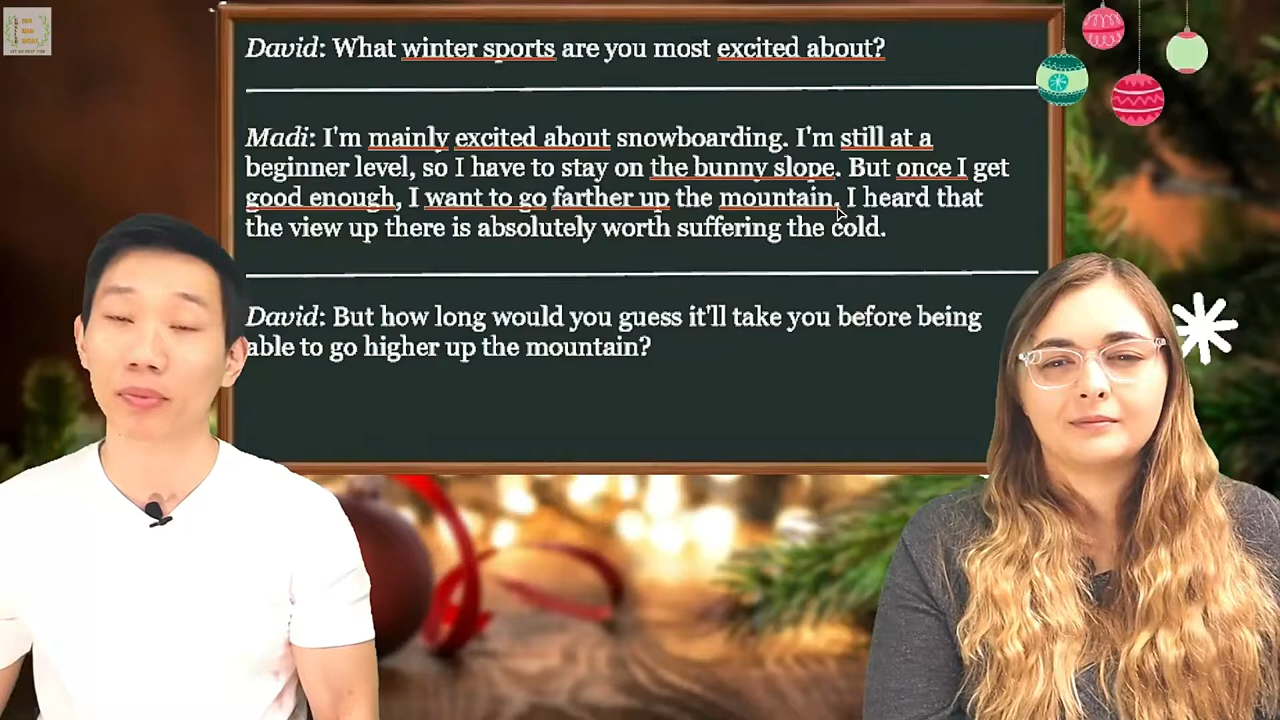 David: What winter sports are you most excited about?
Madi: I'm mainly excited about snowboarding. I'm still at a
beginner level, so I have to stay on the bunny slope. But once I get
good enough, I want to go farther up the mountain. I heard that
the view up there is absolutely worth suffering the cold.
David: But how long would you guess it'll take you before being
able to go higher up the mountain?